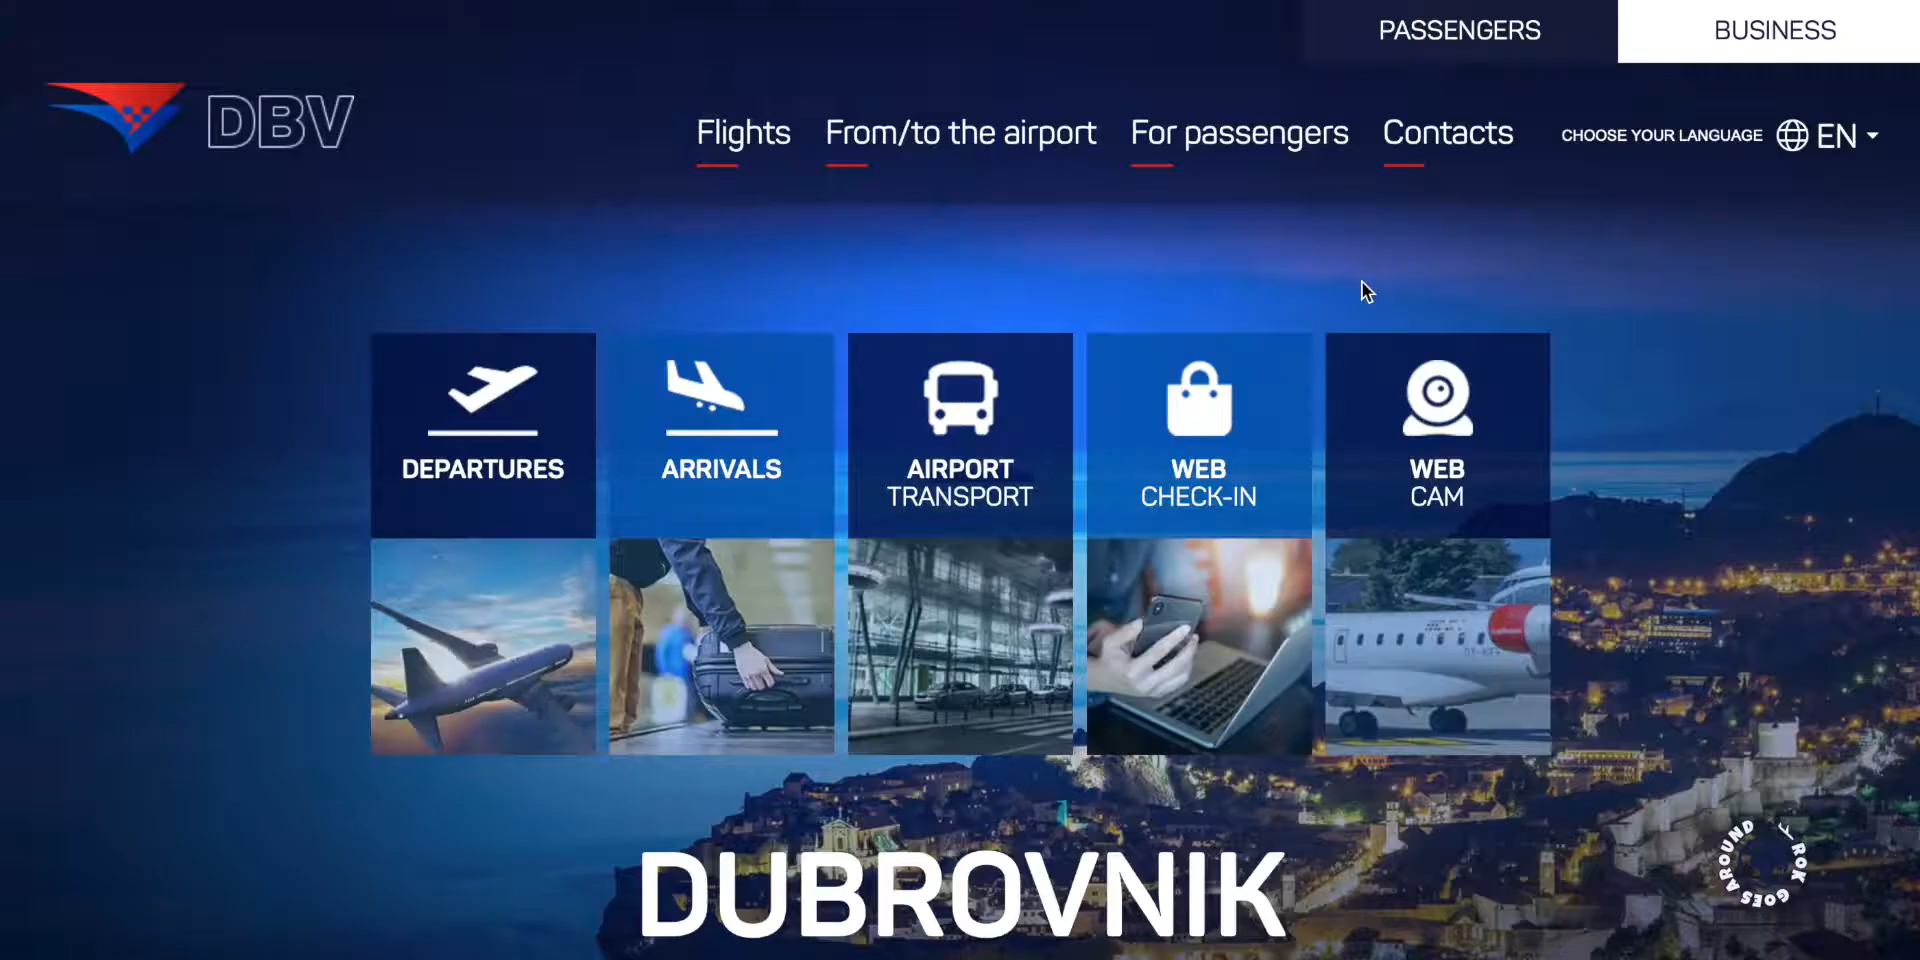 PASSENGERS
BUSINESS
DBV
Flights
From/to the airport
For passengers
Contacts
CHOOSE YOUR LANGUAGE
EN
DEPARTURES
ARRIVALS
AIRPORT
TRANSPORT
WEB
CHECK-IN
WEB
CAM
DUBROVNIK
ROK GOES AROUND